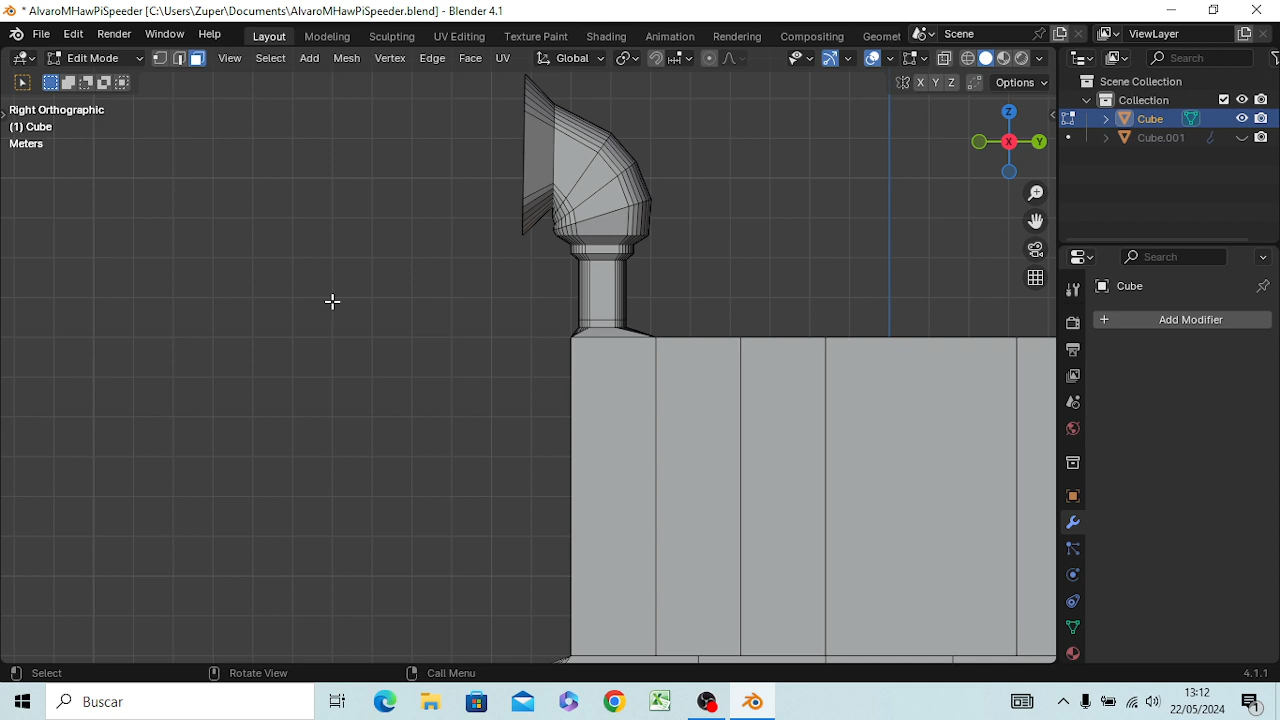 * AlvaroMHawPiSpeeder [C:\Users\Zuper\Documents\AlvaroMHawPiSpeeder.blend] - Blender 4.1
File Edit Render Window Help Layout Modeling Sculpting UV Editing Texture Paint Shading Animation Rendering Compositing Geomet Scene ViewLayer
Edit Mode View Select Add Mesh Vertex Edge Face UV Global Search
X Y Z Options Scene Collection
Right Orthographic Collection
(1) Cube Cube
Meters Cube.001
Z
X Y
Search
Cube
Add Modifier
Select Rotate View Call Menu 4.1.1
Buscar 13:12
22/05/2024
1